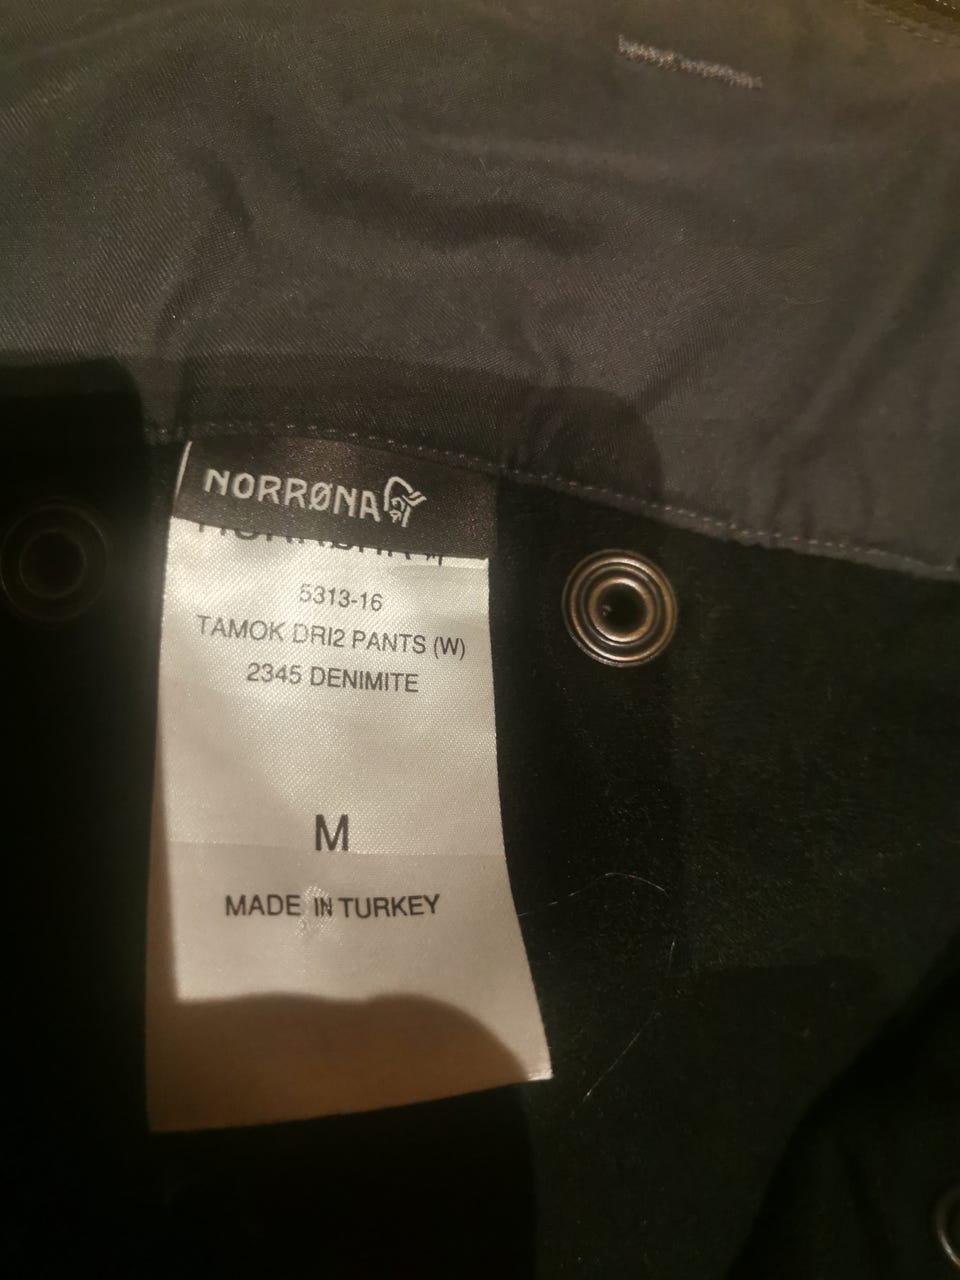 NORRØNA
5313-16
TAMOK DRI2 PANTS (W)
2345 DENIMITE
M
MADE IN TURKEY